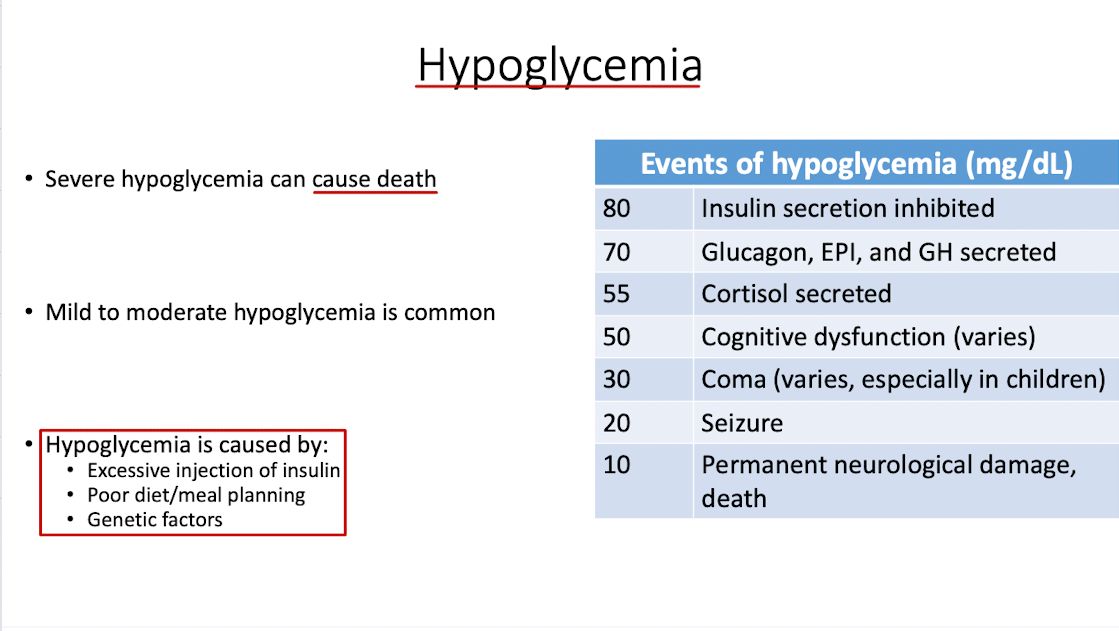 Hypoglycemia
• Severe hypoglycemia can cause death
• Mild to moderate hypoglycemia is common
• Hypoglycemia is caused by:
• Excessive injection of insulin
• Poor diet/meal planning
• Genetic factors
Events of hypoglycemia (mg/dL)
80 Insulin secretion inhibited
70 Glucagon, EPI, and GH secreted
55 Cortisol secreted
50 Cognitive dysfunction (varies)
30 Coma (varies, especially in children)
20 Seizure
10 Permanent neurological damage,
death